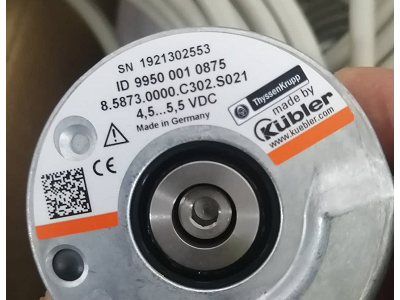 SN 1921302553
ID 9950 001 0875
8.5873.0000.C302.S021
4,5...5,5 VDC
Made in Germany
ThyssenKrupp
made by
Kübler
www.kuebler.com
CE